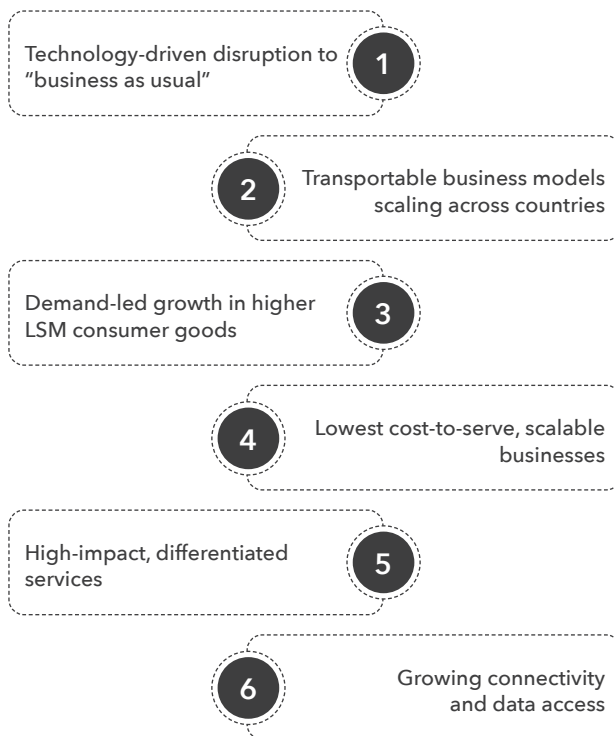 Technology-driven disruption to
"business as usual"
1
2
Transportable business models
scaling across countries
Demand-led growth in higher
LSM consumer goods
3
4
Lowest cost-to-serve, scalable
businesses
High-impact, differentiated
services
5
6
Growing connectivity
and data access